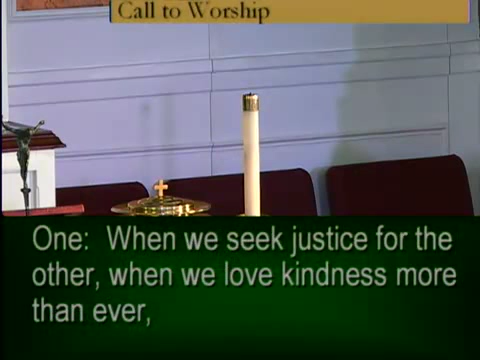 Call to Worship
One: When we seek justice for the
other, when we love kindness more
than ever,